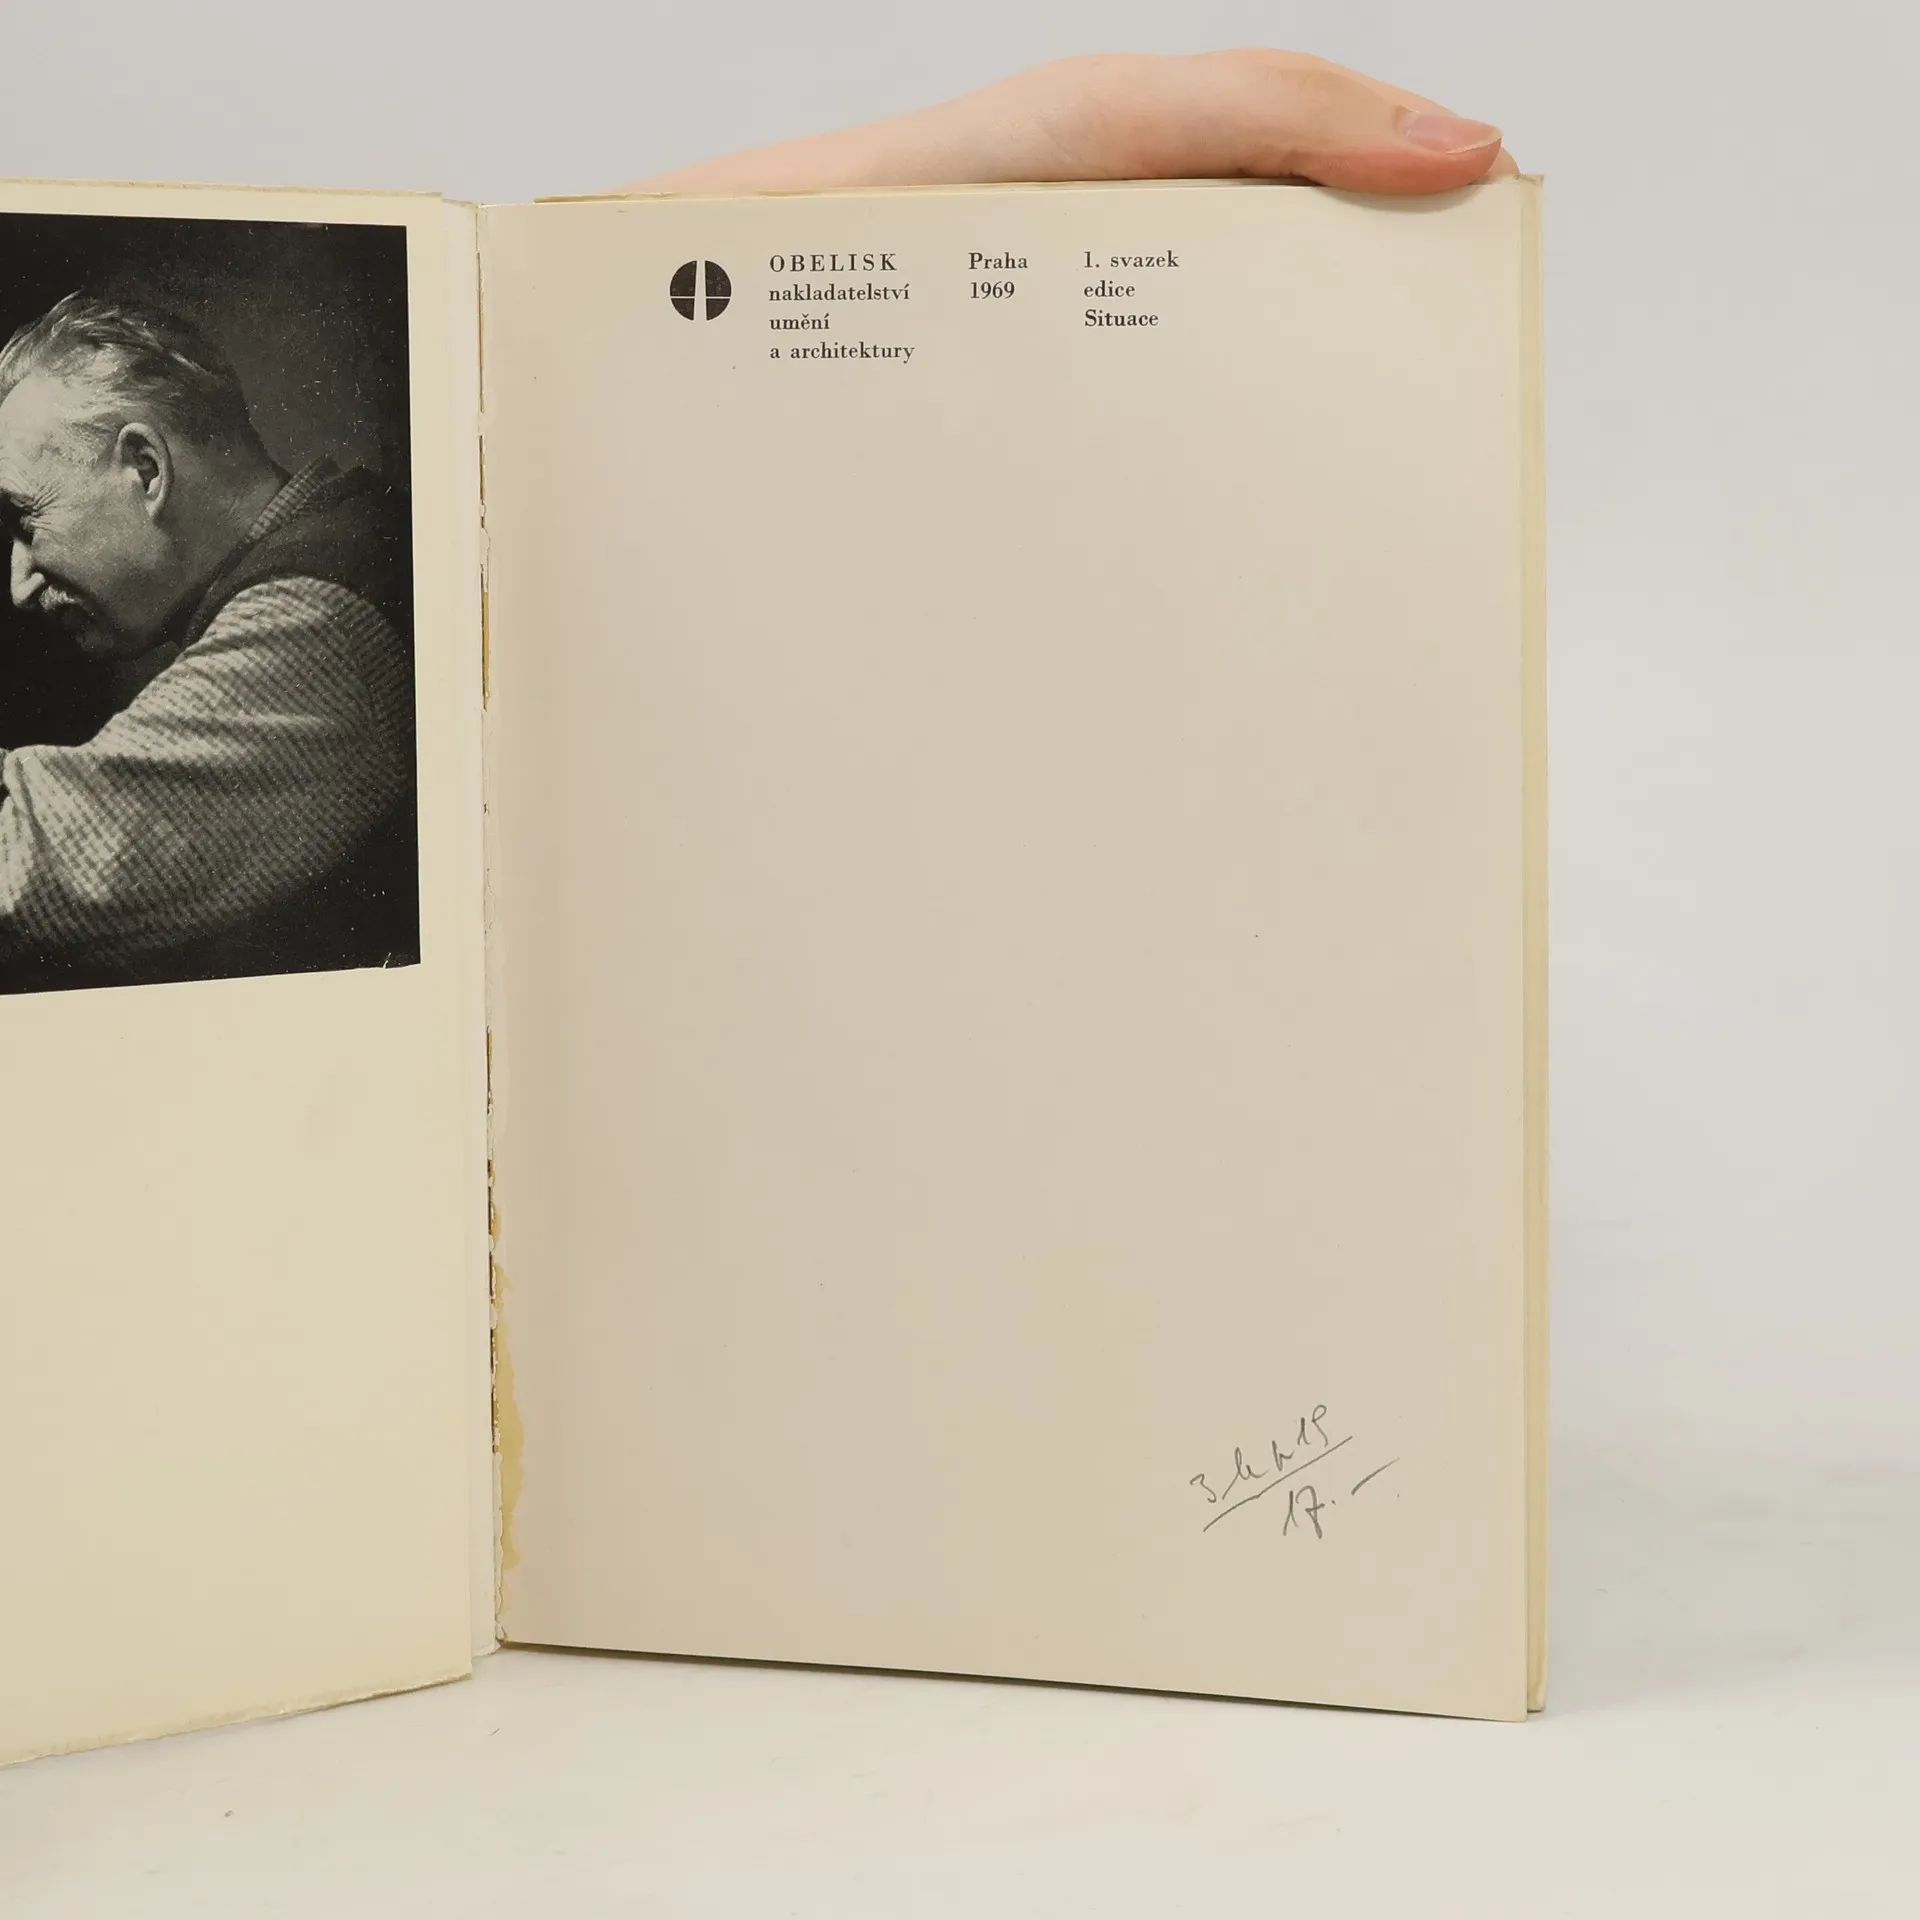 OBELISK
nakladatelství
umění
a architektury
Praha
1969
1. svazek
edice
Situace
17.–